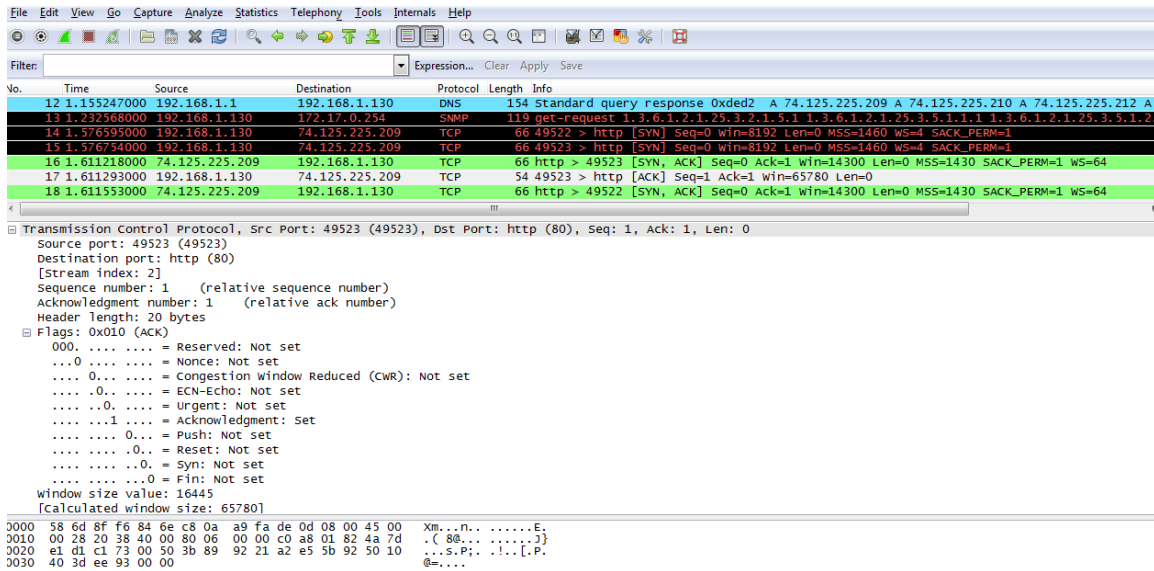 File Edit View Go Capture Analyze Statistics Telephony Tools Internals Help
Filter: Expression... Clear Apply Save
No. Time Source Destination Protocol Length Info
12 1.155247000 192.168.1.1 192.168.1.130 DNS 154 Standard query response 0xded2 A 74.125.225.209 A 74.125.225.210 A 74.125.225.212 A
13 1.232568000 192.168.1.130 172.17.0.254 SNMP 119 get-request 1.3.6.1.2.1.25.3.2.1.5.1 1.3.6.1.2.1.25.3.5.1.1.1 1.3.6.1.2.1.25.3.5.1.2.
14 1.576595000 192.168.1.130 74.125.225.209 TCP 66 49522 > http [SYN] Seq=0 Win=8192 Len=0 MSS=1460 WS=4 SACK_PERM=1
15 1.576754000 192.168.1.130 74.125.225.209 TCP 66 49523 > http [SYN] Seq=0 Win=8192 Len=0 MSS=1460 WS=4 SACK_PERM=1
16 1.611218000 74.125.225.209 192.168.1.130 TCP 66 http > 49523 [SYN, ACK] Seq=0 Ack=1 Win=14300 Len=0 MSS=1430 SACK_PERM=1 WS=64
17 1.611293000 192.168.1.130 74.125.225.209 TCP 54 49523 > http [ACK] Seq=1 Ack=1 Win=65780 Len=0
18 1.611553000 74.125.225.209 192.168.1.130 TCP 66 http > 49522 [SYN, ACK] Seq=0 Ack=1 Win=14300 Len=0 MSS=1430 SACK_PERM=1 WS=64
Transmission Control Protocol, Src Port: 49523 (49523), Dst Port: http (80), Seq: 1, Ack: 1, Len: 0
Source port: 49523 (49523)
Destination port: http (80)
[Stream index: 2]
Sequence number: 1 (relative sequence number)
Acknowledgment number: 1 (relative ack number)
Header length: 20 bytes
Flags: 0x010 (ACK)
000. .... .... = Reserved: Not set
...0 .... .... = Nonce: Not set
.... 0... .... = Congestion Window Reduced (CWR): Not set
.... .0.. .... = ECN-Echo: Not set
.... ..0. .... = Urgent: Not set
.... ...1 .... = Acknowledgment: Set
.... .... 0... = Push: Not set
.... .... .0.. = Reset: Not set
.... .... ..0. = Syn: Not set
.... .... ...0 = Fin: Not set
Window size value: 16445
[Calculated window size: 65780]
0000 58 6d 8f f6 84 6e c8 0a a9 fa de 0d 08 00 45 00 Xm...n.. ......E.
0010 00 28 20 38 40 00 80 06 00 00 c0 a8 01 82 4a 7d .( 8@... ......J}
0020 e1 d1 c1 73 00 50 3b 89 92 21 a2 e5 5b 92 50 10 ...s.P;. .!..[.P.
0030 40 3d ee 93 00 00 @=....